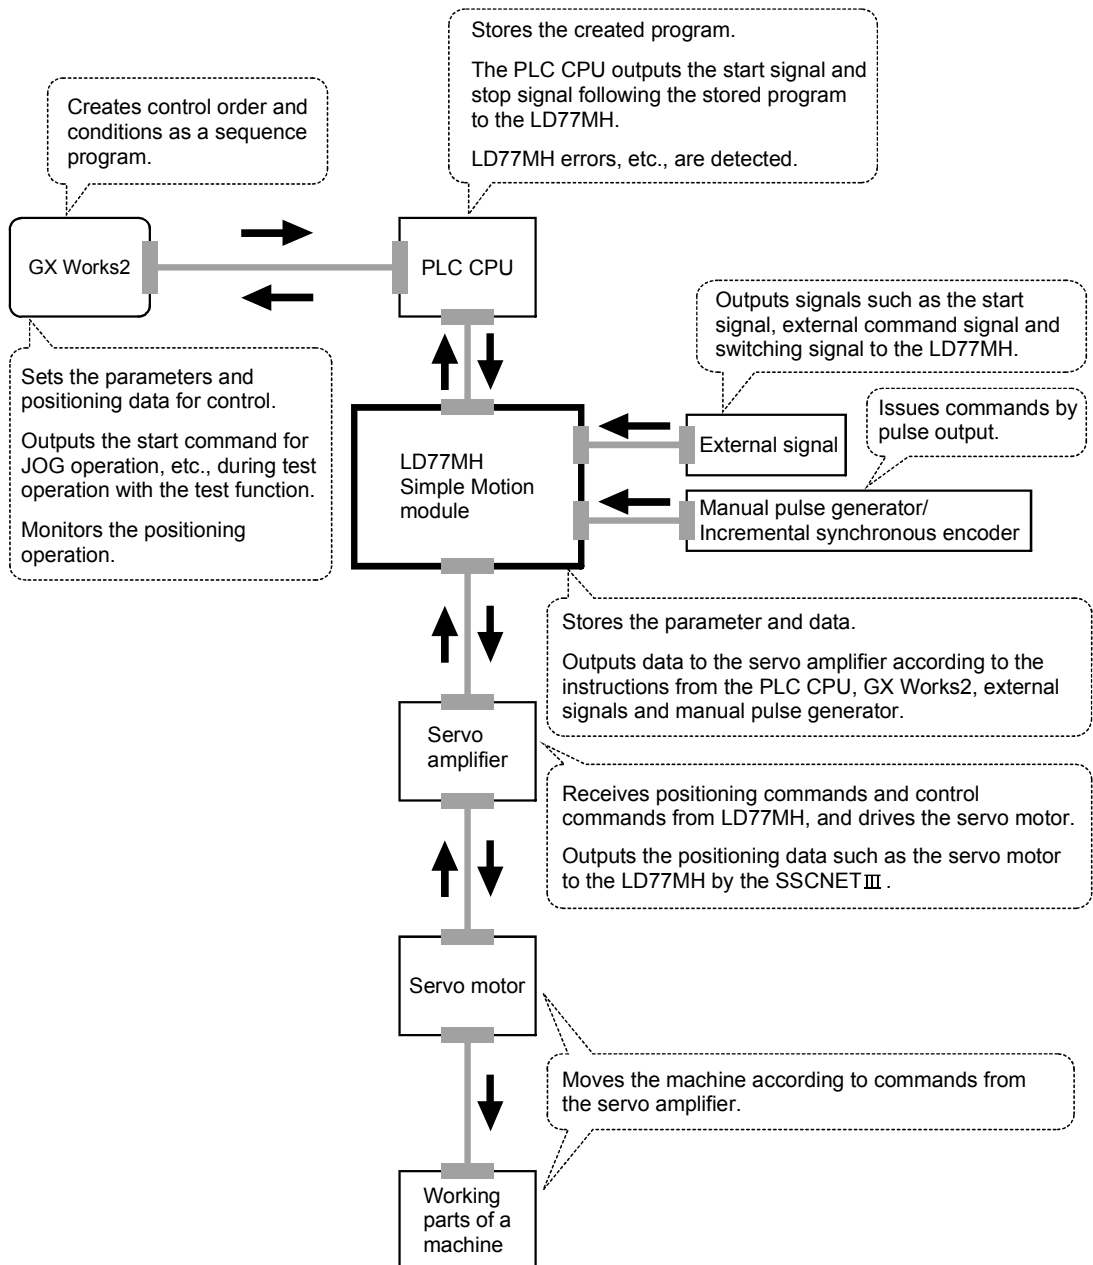 Stores the created program.
The PLC CPU outputs the start signal and
stop signal following the stored program
to the LD77MH.
LD77MH errors, etc., are detected.
Creates control order and
conditions as a sequence
program.
GX Works2
PLC CPU
Outputs signals such as the start
signal, external command signal and
switching signal to the LD77MH.
Sets the parameters and
positioning data for control.
Outputs the start command for
JOG operation, etc., during test
operation with the test function.
Monitors the positioning
operation.
Issues commands by
pulse output.
LD77MH
Simple Motion
module
External signal
Manual pulse generator/
Incremental synchronous encoder
Stores the parameter and data.
Outputs data to the servo amplifier according to the
instructions from the PLC CPU, GX Works2, external
signals and manual pulse generator.
Servo
amplifier
Receives positioning commands and control
commands from LD77MH, and drives the servo motor.
Outputs the positioning data such as the servo motor
to the LD77MH by the SSCNETⅢ.
Servo motor
Moves the machine according to commands from
the servo amplifier.
Working
parts of a
machine